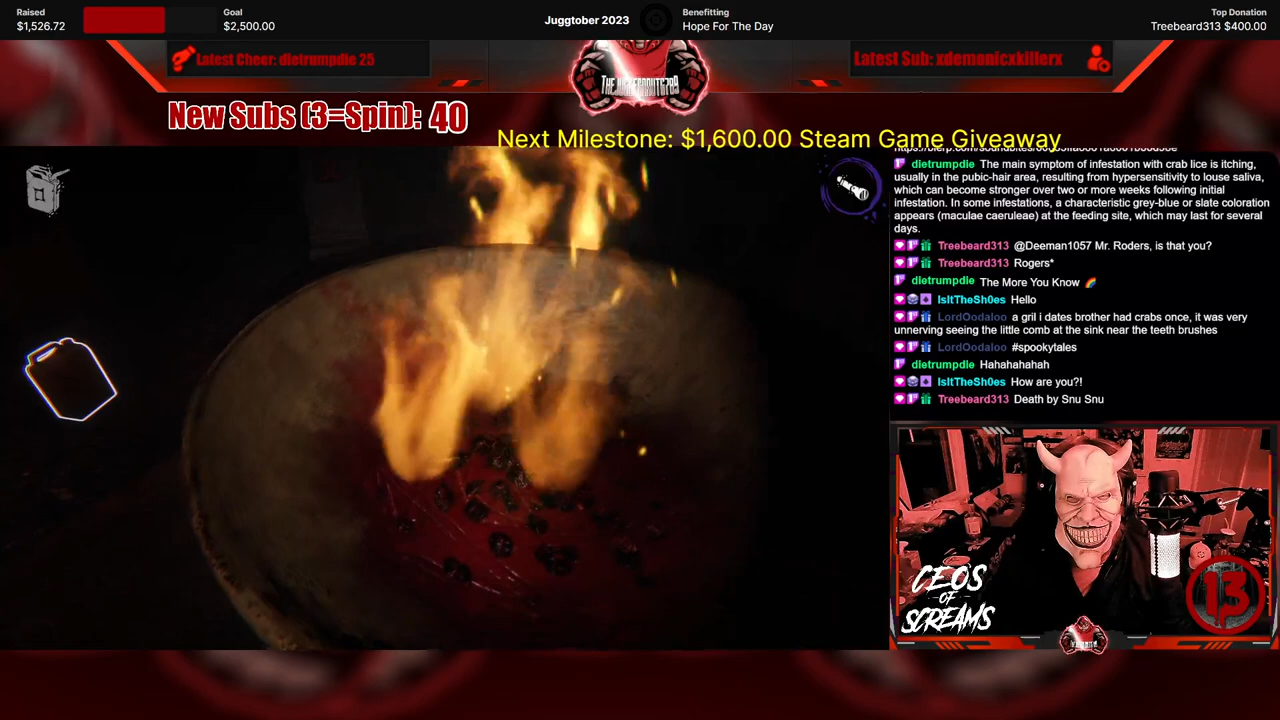 Raised
$1,526.72
Goal
$2,500.00
Juggtober 2023
Benefitting
Hope For The Day
Top Donation
Treebeard313 $400.00
Latest Cheer: dietrumpdie 25
THEJUGGERNAUT6789
Latest Sub: xdemonicxkillerx
New Subs (3=Spin): 40
Next Milestone: $1,600.00 Steam Game Giveaway
dietrumpdie The main symptom of infestation with crab lice is itching,
usually in the pubic-hair area, resulting from hypersensitivity to louse saliva,
which can become stronger over two or more weeks following initial
infestation. In some infestations, a characteristic grey-blue or slate coloration
appears (maculae caeruleae) at the feeding site, which may last for several
days.
Treebeard313 @Deeman1057 Mr. Roders, is that you?
Treebeard313 Rogers*
dietrumpdie The More You Know 🌈
IsItTheSh0es Hello
LordOodaloo a gril i dates brother had crabs once, it was very
unnerving seeing the little comb at the sink near the teeth brushes
LordOodaloo #spookytales
dietrumpdie Hahahahahah
IsItTheSh0es How are you?!
Treebeard313 Death by Snu Snu
CEOS
OF
SCREAMS
13